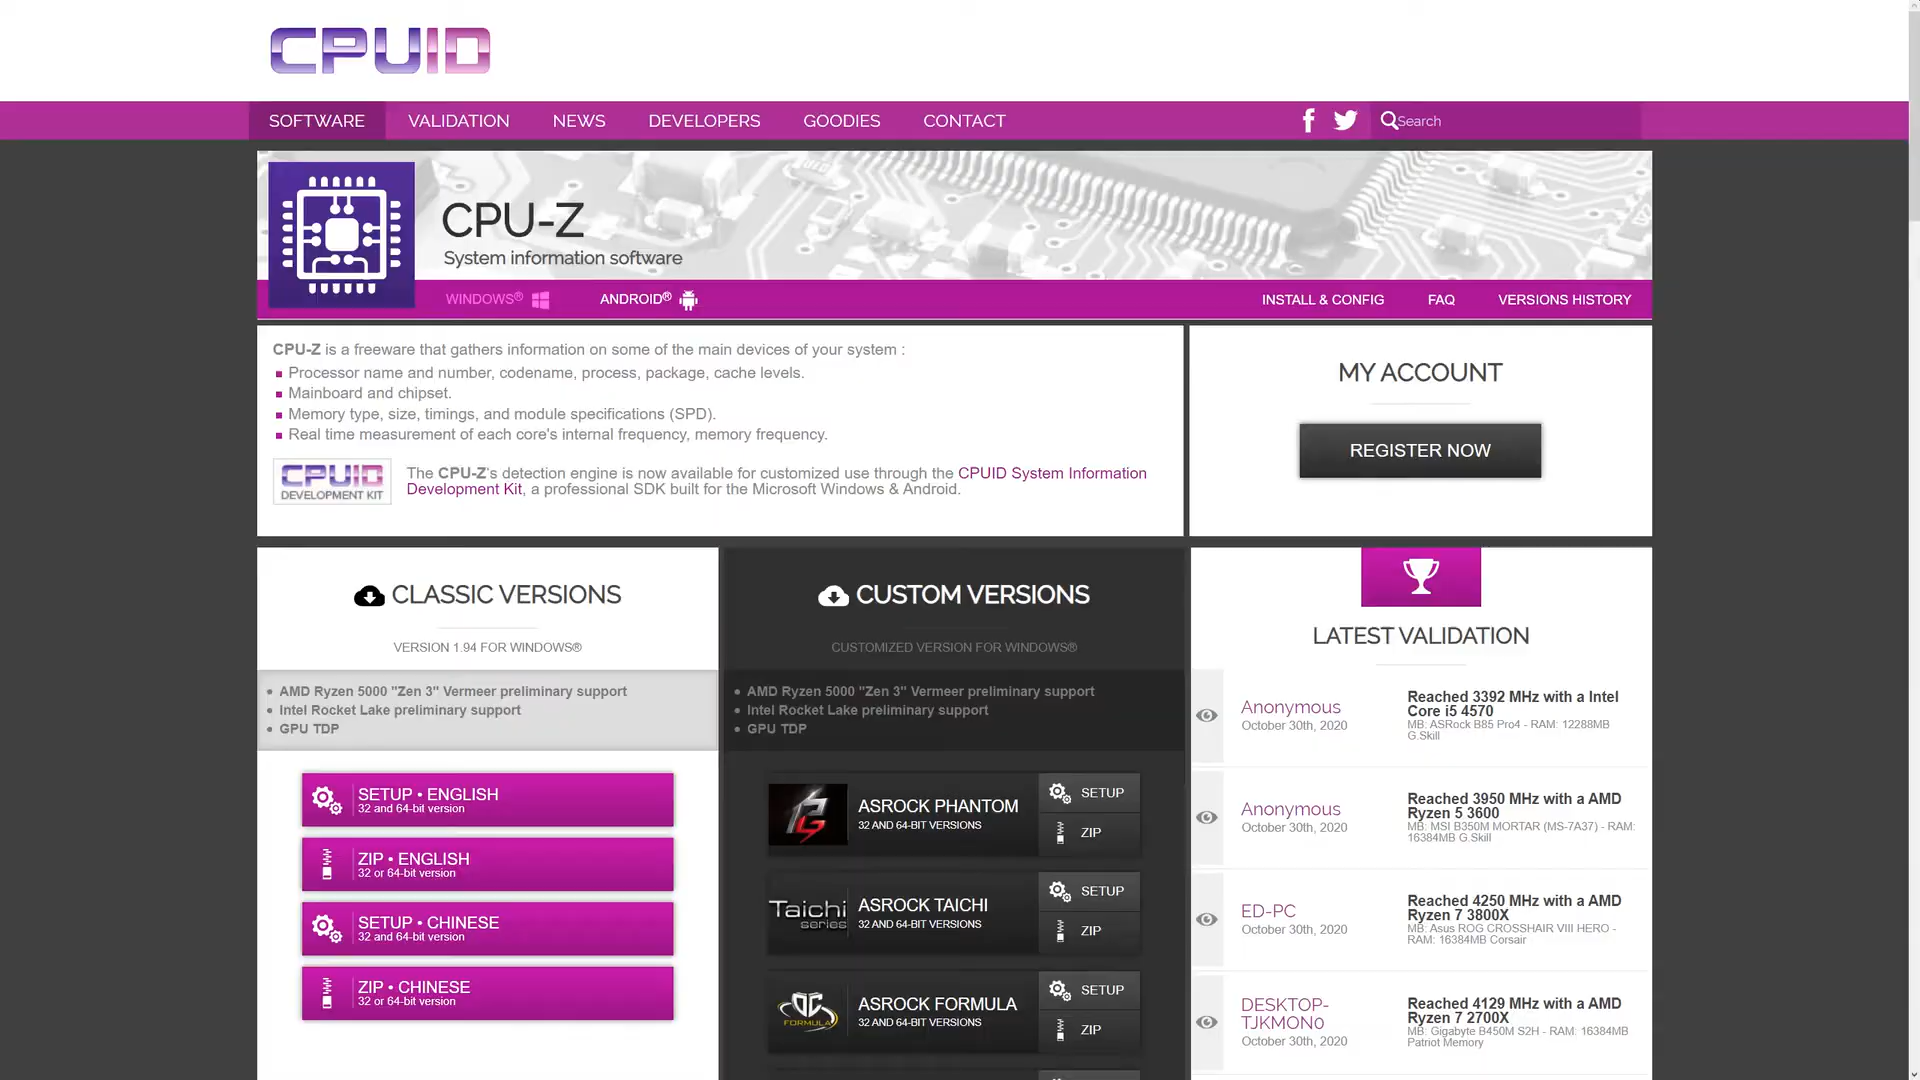 CPUID
SOFTWARE VALIDATION NEWS DEVELOPERS GOODIES CONTACT Search
CPU-Z
System information software
WINDOWS® ANDROID® INSTALL & CONFIG FAQ VERSIONS HISTORY
CPU-Z is a freeware that gathers information on some of the main devices of your system :
Processor name and number, codename, process, package, cache levels.
Mainboard and chipset.
Memory type, size, timings, and module specifications (SPD).
Real time measurement of each core's internal frequency, memory frequency.
CPUID
DEVELOPMENT KIT
The CPU-Z's detection engine is now available for customized use through the CPUID System Information
Development Kit, a professional SDK built for the Microsoft Windows & Android.
MY ACCOUNT
REGISTER NOW
CLASSIC VERSIONS
VERSION 1.94 FOR WINDOWS®
• AMD Ryzen 5000 "Zen 3" Vermeer preliminary support
• Intel Rocket Lake preliminary support
• GPU TDP
SETUP • ENGLISH
32 and 64-bit version
ZIP • ENGLISH
32 or 64-bit version
SETUP • CHINESE
32 and 64-bit version
ZIP • CHINESE
32 or 64-bit version
CUSTOM VERSIONS
CUSTOMIZED VERSION FOR WINDOWS®
• AMD Ryzen 5000 "Zen 3" Vermeer preliminary support
• Intel Rocket Lake preliminary support
• GPU TDP
ASROCK PHANTOM
32 AND 64-BIT VERSIONS
SETUP
ZIP
Taichi
series
ASROCK TAICHI
32 AND 64-BIT VERSIONS
SETUP
ZIP
FORMULA
ASROCK FORMULA
32 AND 64-BIT VERSIONS
SETUP
ZIP
LATEST VALIDATION
Anonymous
October 30th, 2020
Reached 3392 MHz with a Intel
Core i5 4570
MB: ASRock B85 Pro4 - RAM: 12288MB
G.Skill
Anonymous
October 30th, 2020
Reached 3950 MHz with a AMD
Ryzen 5 3600
MB: MSI B350M MORTAR (MS-7A37) - RAM:
16384MB G.Skill
ED-PC
October 30th, 2020
Reached 4250 MHz with a AMD
Ryzen 7 3800X
MB: Asus ROG CROSSHAIR VIII HERO -
RAM: 16384MB Corsair
DESKTOP-
TJKMON0
October 30th, 2020
Reached 4129 MHz with a AMD
Ryzen 7 2700X
MB: Gigabyte B450M S2H - RAM: 16384MB
Patriot Memory